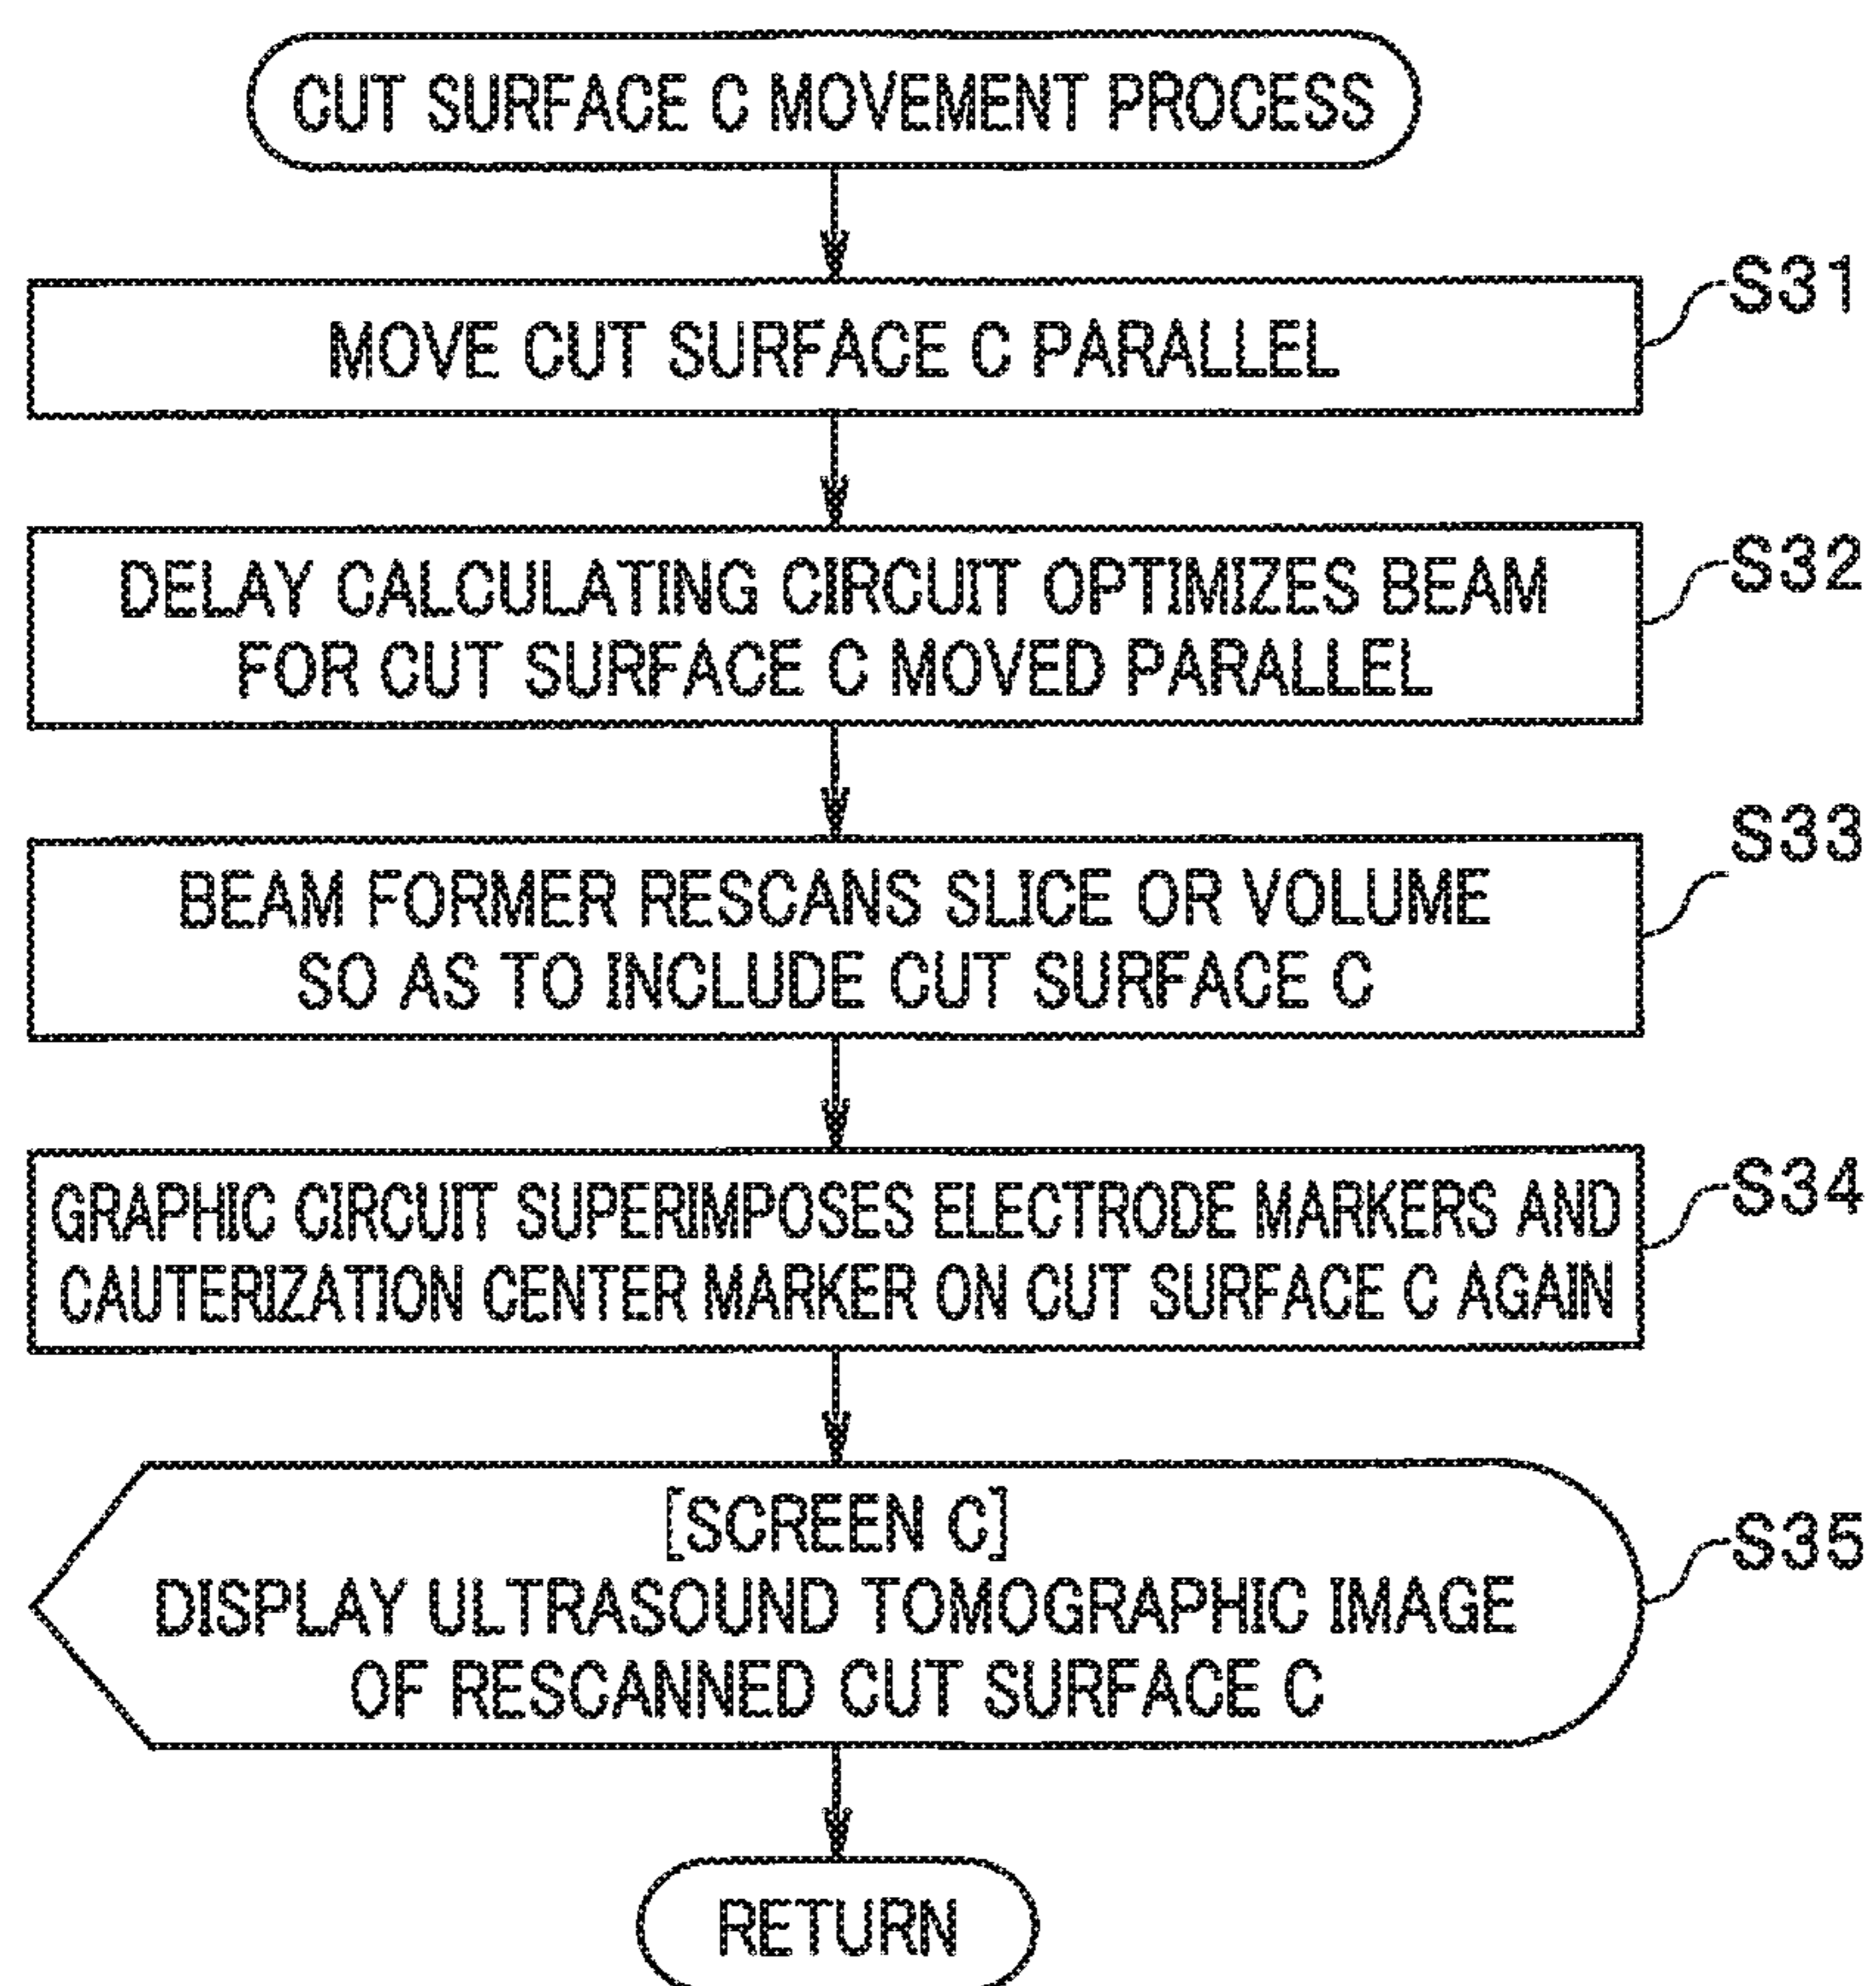 CUT SURFACE C MOVEMENT PROCESS
S31
MOVE CUT SURFACE C PARALLEL
S32
DELAY CALCULATING CIRCUIT OPTIMIZES BEAM
FOR CUT SURFACE C MOVED PARALLEL
S33
BEAM FORMER RESCANS SLICE OR VOLUME
SO AS TO INCLUDE CUT SURFACE C
S34
GRAPHIC CIRCUIT SUPERIMPOSES ELECTRODE MARKERS AND
CAUTERIZATION CENTER MARKER ON CUT SURFACE C AGAIN
S35
[SCREEN C]
DISPLAY ULTRASOUND TOMOGRAPHIC IMAGE
OF RESCANNED CUT SURFACE C
RETURN